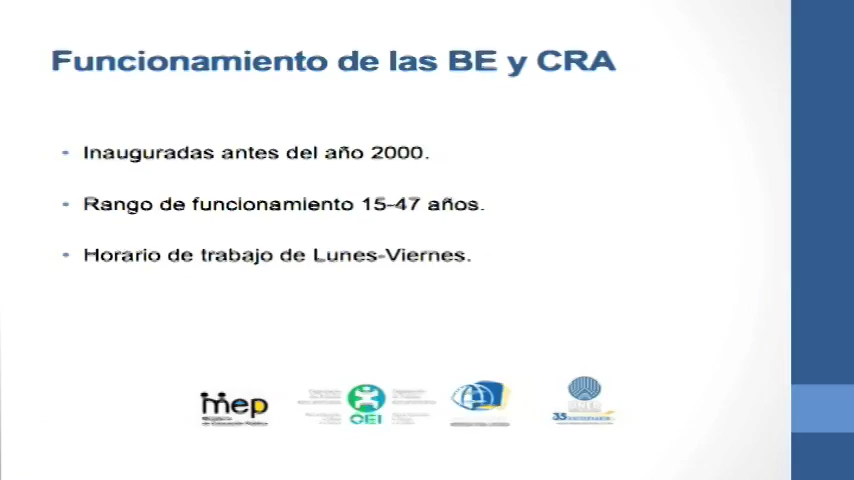 Funcionamiento de las BE y CRA
Inauguradas antes del año 2000.
Rango de funcionamiento 15-47 años.
Horario de trabajo de Lunes-Viernes.
mep
OEI
35